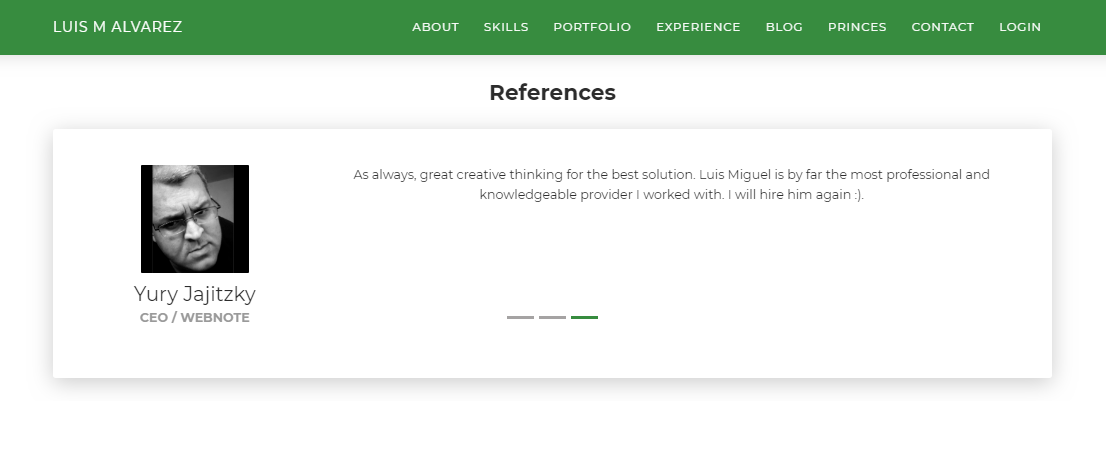 LUIS M ALVAREZ
ABOUT SKILLS PORTFOLIO EXPERIENCE BLOG PRINCES CONTACT LOGIN
References
As always, great creative thinking for the best solution. Luis Miguel is by far the most professional and
knowledgeable provider I worked with. I will hire him again :).
Yury Jajitzky
CEO / WEBNOTE